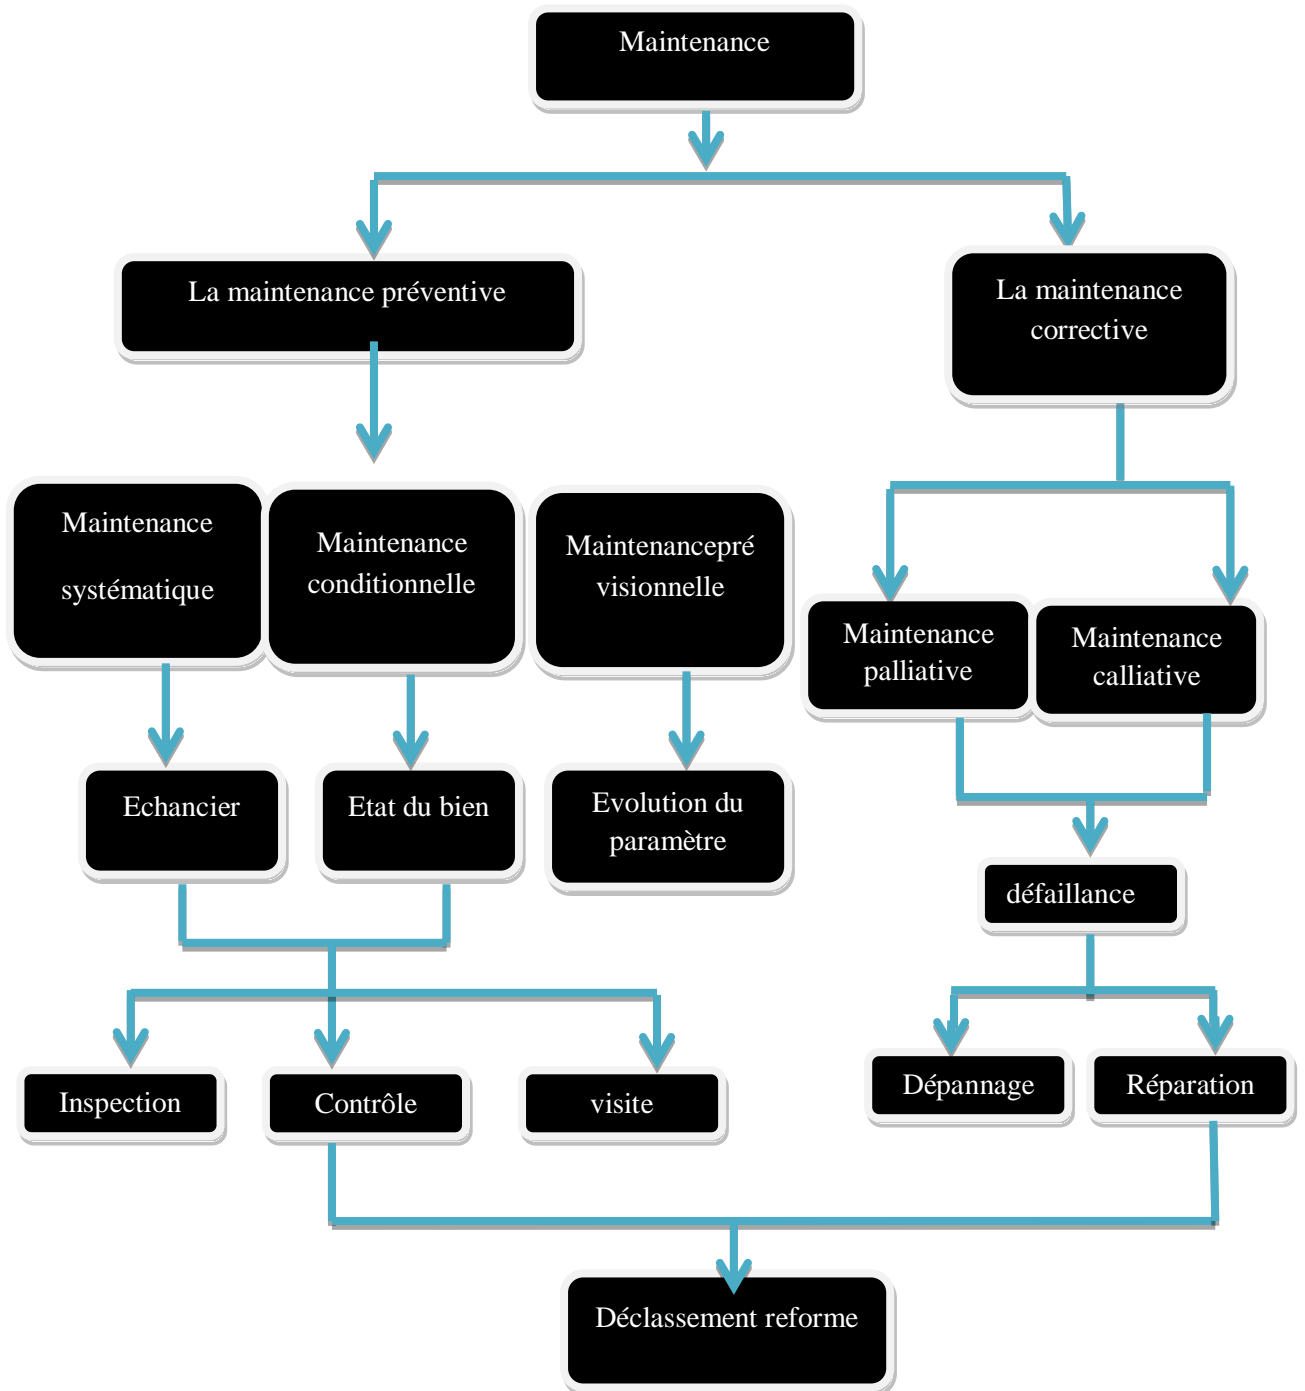 Maintenance
La maintenance préventive
La maintenance
corrective
Maintenance
systématique
Maintenance
conditionnelle
Maintenancepré
visionnelle
Maintenance
palliative
Maintenance
calliative
Echancier
Etat du bien
Evolution du
paramètre
défaillance
Inspection
Contrôle
visite
Dépannage
Réparation
Déclassement reforme